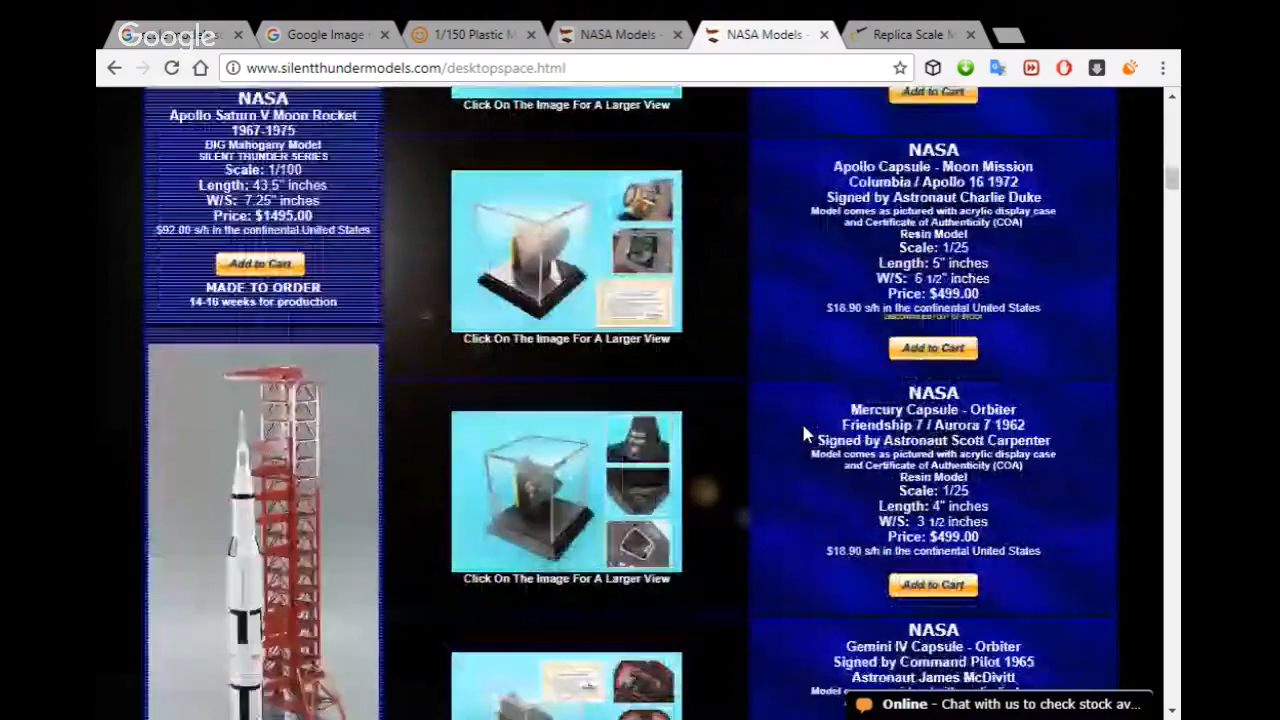 Google
Google Image
1/150 Plastic M
NASA Models -
NASA Models -
Replica Scale M
www.silentthundermodels.com/desktopspace.html
NASA
Apollo Saturn V Moon Rocket
1967-1975
BIG Mahogany Model
SILENT THUNDER SERIES
Scale: 1/100
Length: 43.5" inches
W/S: 7.25" inches
Price: $1495.00
$92.00 s/h in the continental United States
Add to Cart
MADE TO ORDER
14-16 weeks for production
Click On The Image For A Larger View
Click On The Image For A Larger View
Click On The Image For A Larger View
Add to Cart
NASA
Apollo Capsule - Moon Mission
Columbia / Apollo 16 1972
Signed by Astronaut Charlie Duke
Model comes as pictured with acrylic display case
and Certificate of Authenticity (COA)
Resin Model
Scale: 1/25
Length: 5" inches
W/S: 6 1/2" inches
Price: $499.00
$18.90 s/h in the continental United States
Add to Cart
NASA
Mercury Capsule - Orbiter
Friendship 7 / Aurora 7 1962
Signed by Astronaut Scott Carpenter
Model comes as pictured with acrylic display case
and Certificate of Authenticity (COA)
Resin Model
Scale: 1/25
Length: 4" inches
W/S: 3 1/2 inches
Price: $499.00
$18.90 s/h in the continental United States
Add to Cart
NASA
Gemini IV Capsule - Orbiter
Signed by Command Pilot 1965
Astronaut James McDivitt
Model
Online - Chat with us to check stock av...